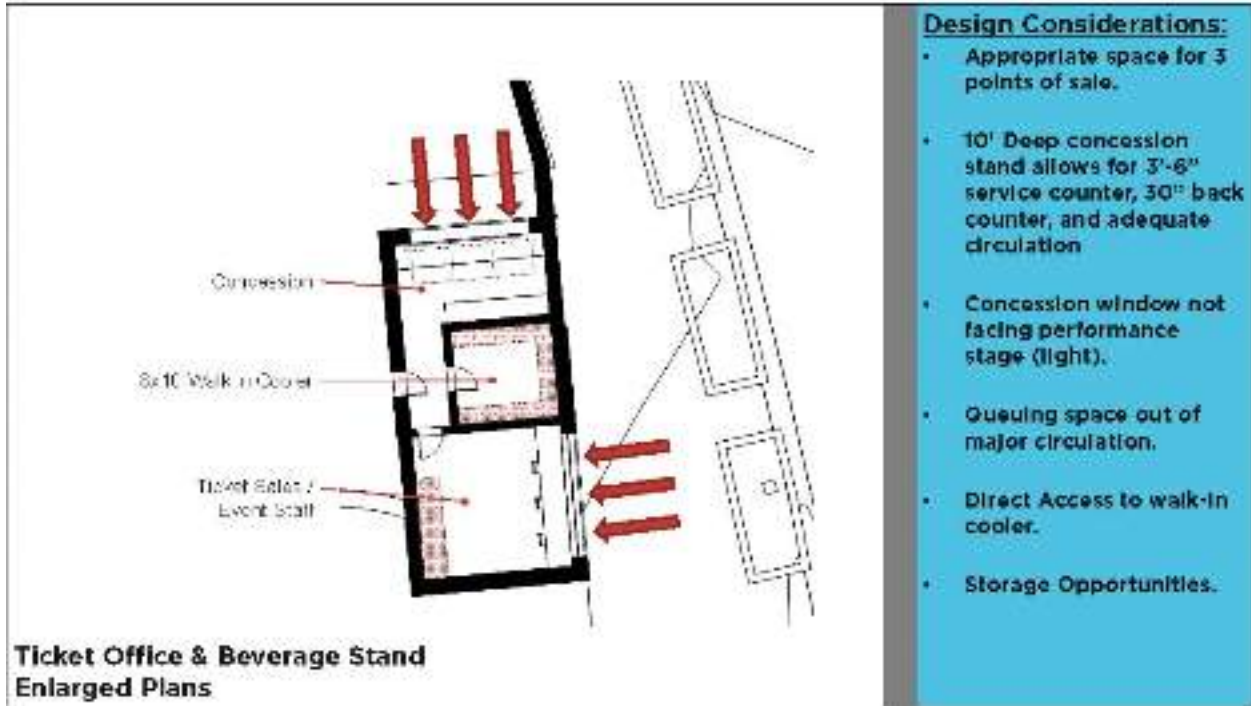 Design Considerations:
• Appropriate space for 3
points of sale.
• 10' Deep concession
stand allows for 3'-6"
service counter, 30" back
counter, and adequate
circulation
• Concession window not
facing performance
stage (light).
• Queuing space out of
major circulation.
• Direct Access to walk-in
cooler.
• Storage Opportunities.
Concession
8x10 Walk in Cooler
Ticket Sales /
Event Staff
Ticket Office & Beverage Stand
Enlarged Plans